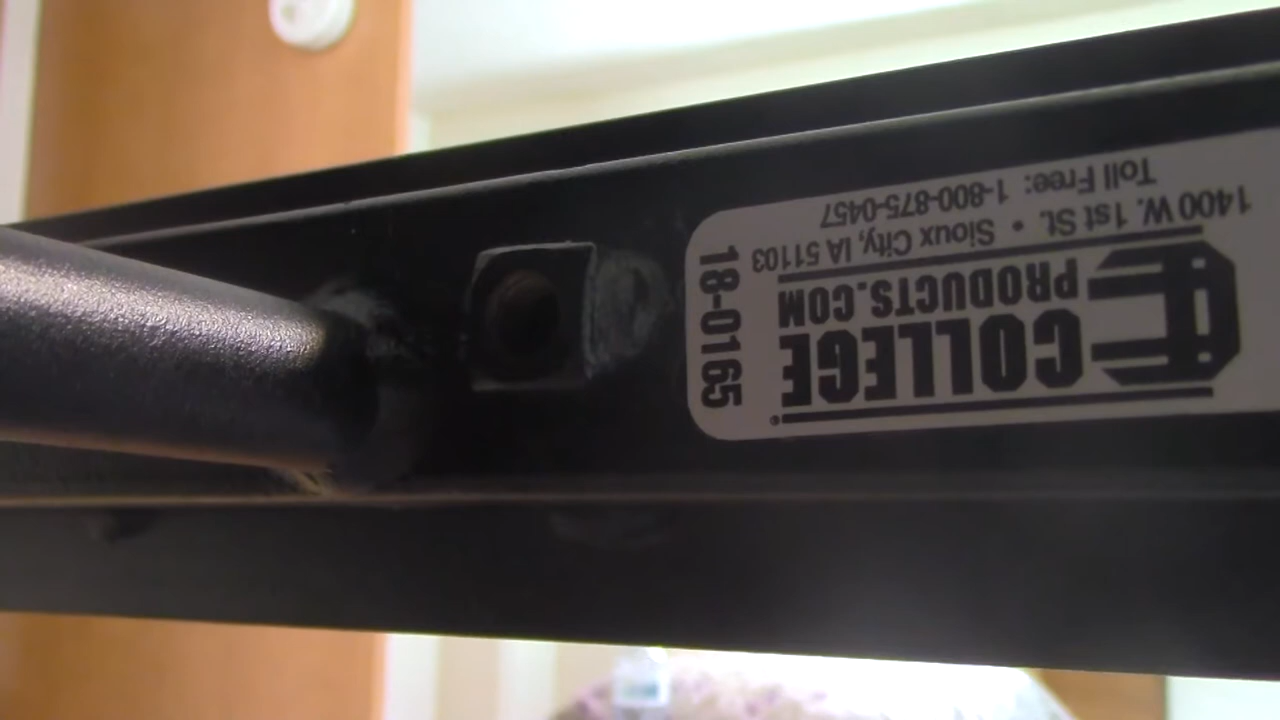 COLLEGE
PRODUCTS.COM
1400 W. 1st St. • Sioux City, IA 51103
Toll Free: 1-800-875-0457
18-0165